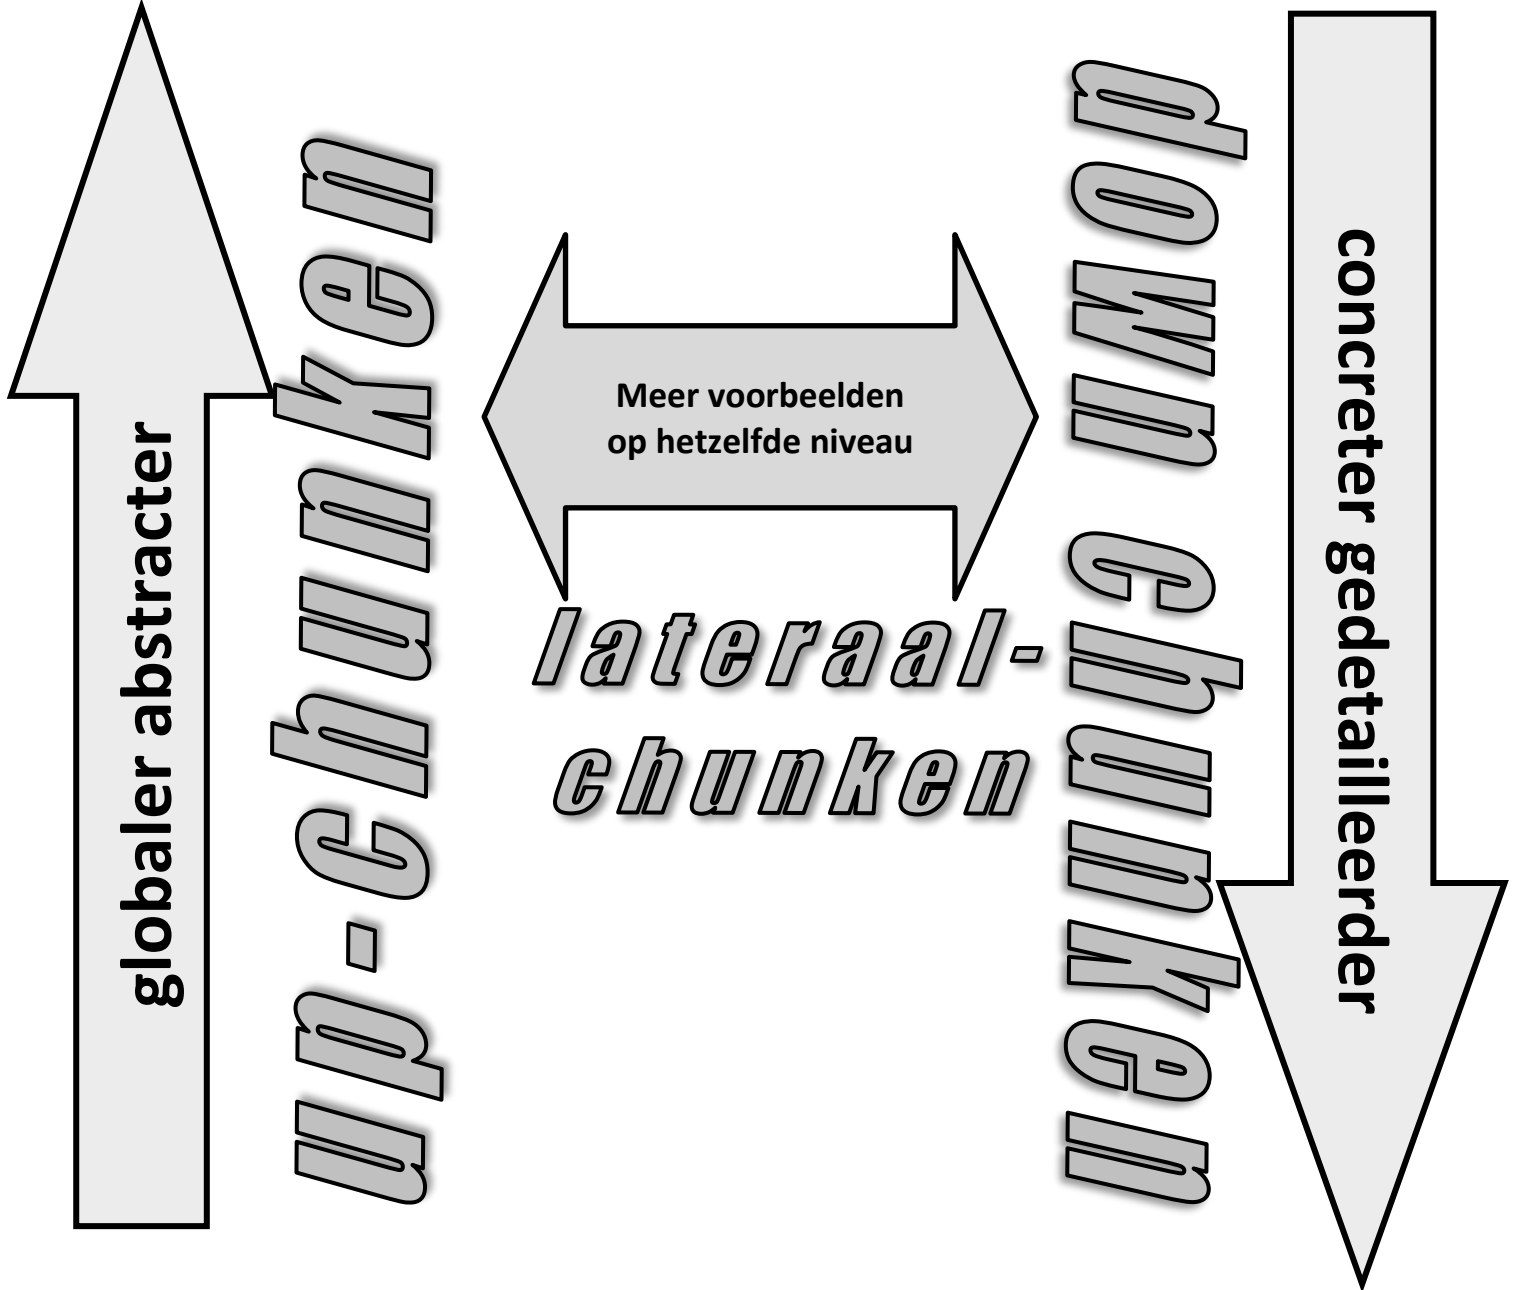 globaler abstracter
up-chunken
Meer voorbeelden
op hetzelfde niveau
lateraal-
chunken
down chunken
concreter gedetailleerder